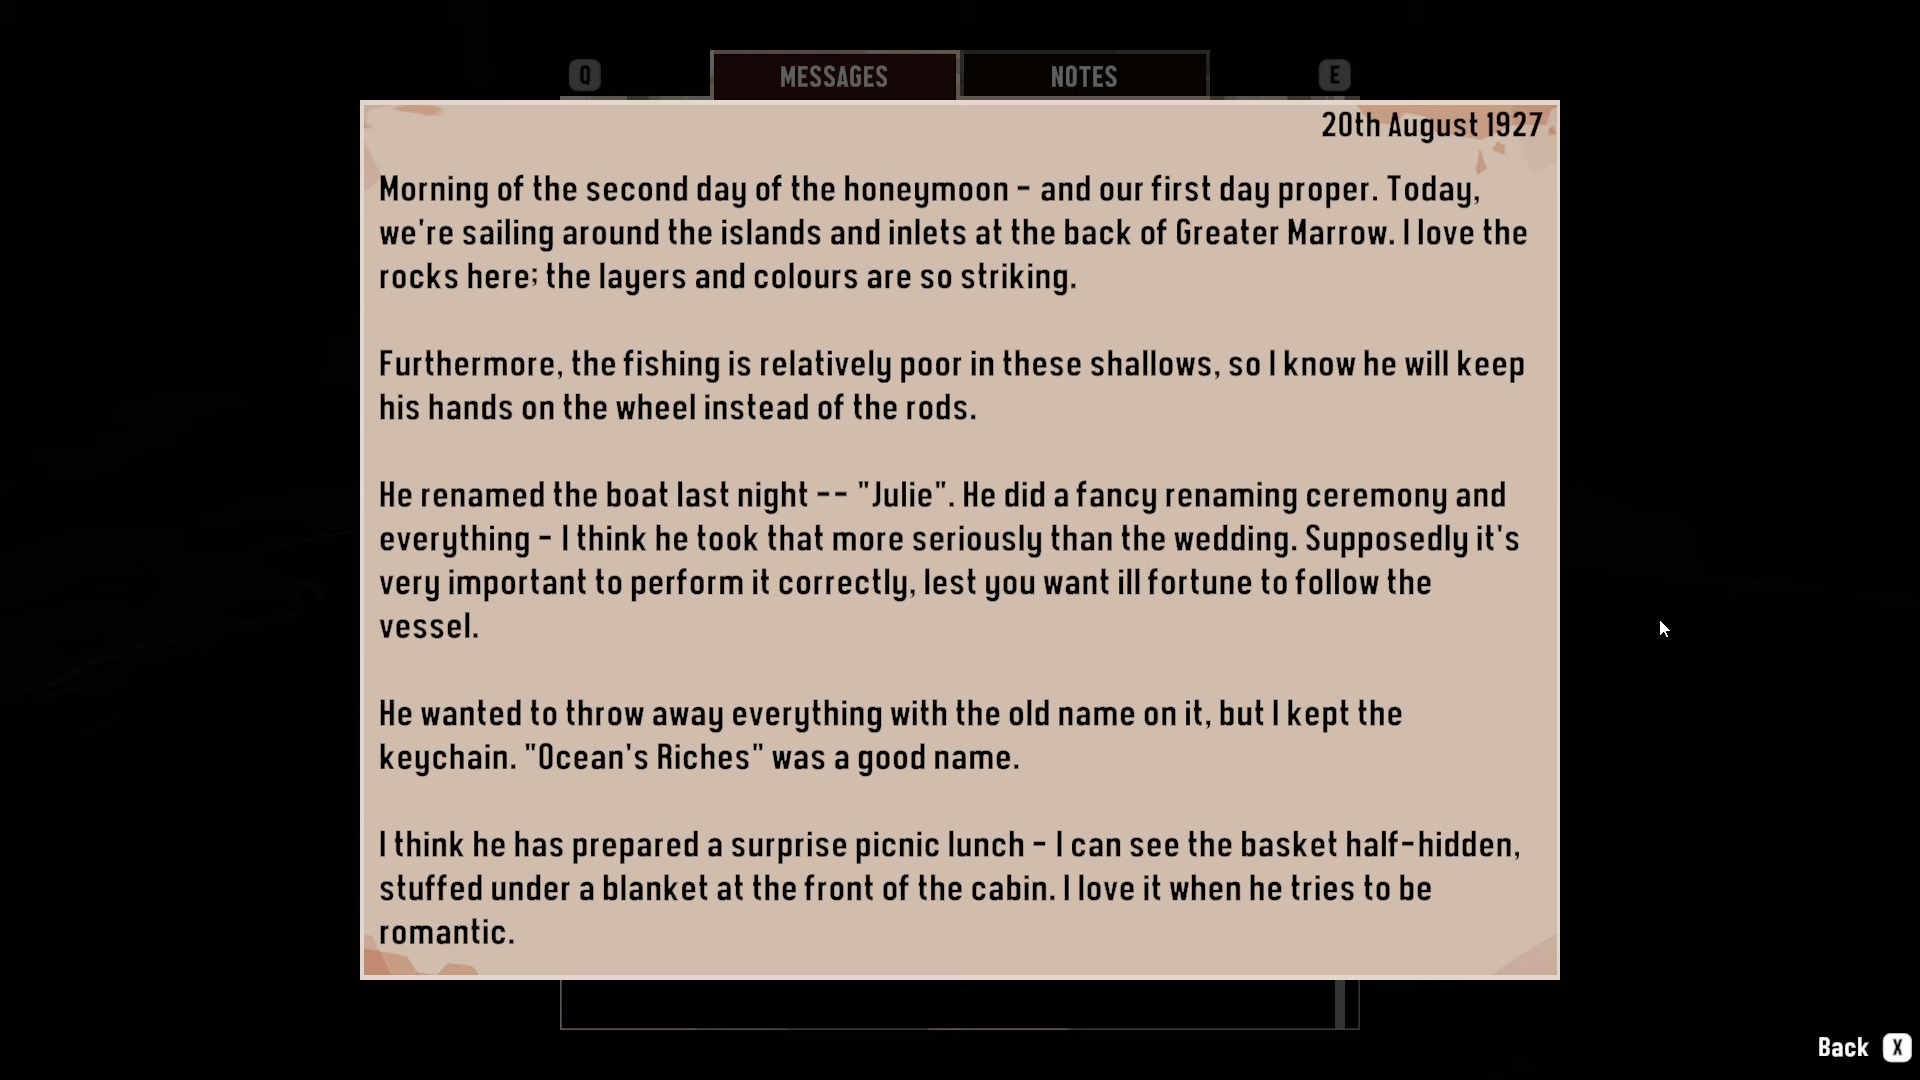 Q
MESSAGES
NOTES
E
20th August 1927
Morning of the second day of the honeymoon - and our first day proper. Today,
we're sailing around the islands and inlets at the back of Greater Marrow. I love the
rocks here; the layers and colours are so striking.
Furthermore, the fishing is relatively poor in these shallows, so I know he will keep
his hands on the wheel instead of the rods.
He renamed the boat last night -- "Julie". He did a fancy renaming ceremony and
everything - I think he took that more seriously than the wedding. Supposedly it's
very important to perform it correctly, lest you want ill fortune to follow the
vessel.
He wanted to throw away everything with the old name on it, but I kept the
keychain. "Ocean's Riches" was a good name.
I think he has prepared a surprise picnic lunch - I can see the basket half-hidden,
stuffed under a blanket at the front of the cabin. I love it when he tries to be
romantic.
Back X